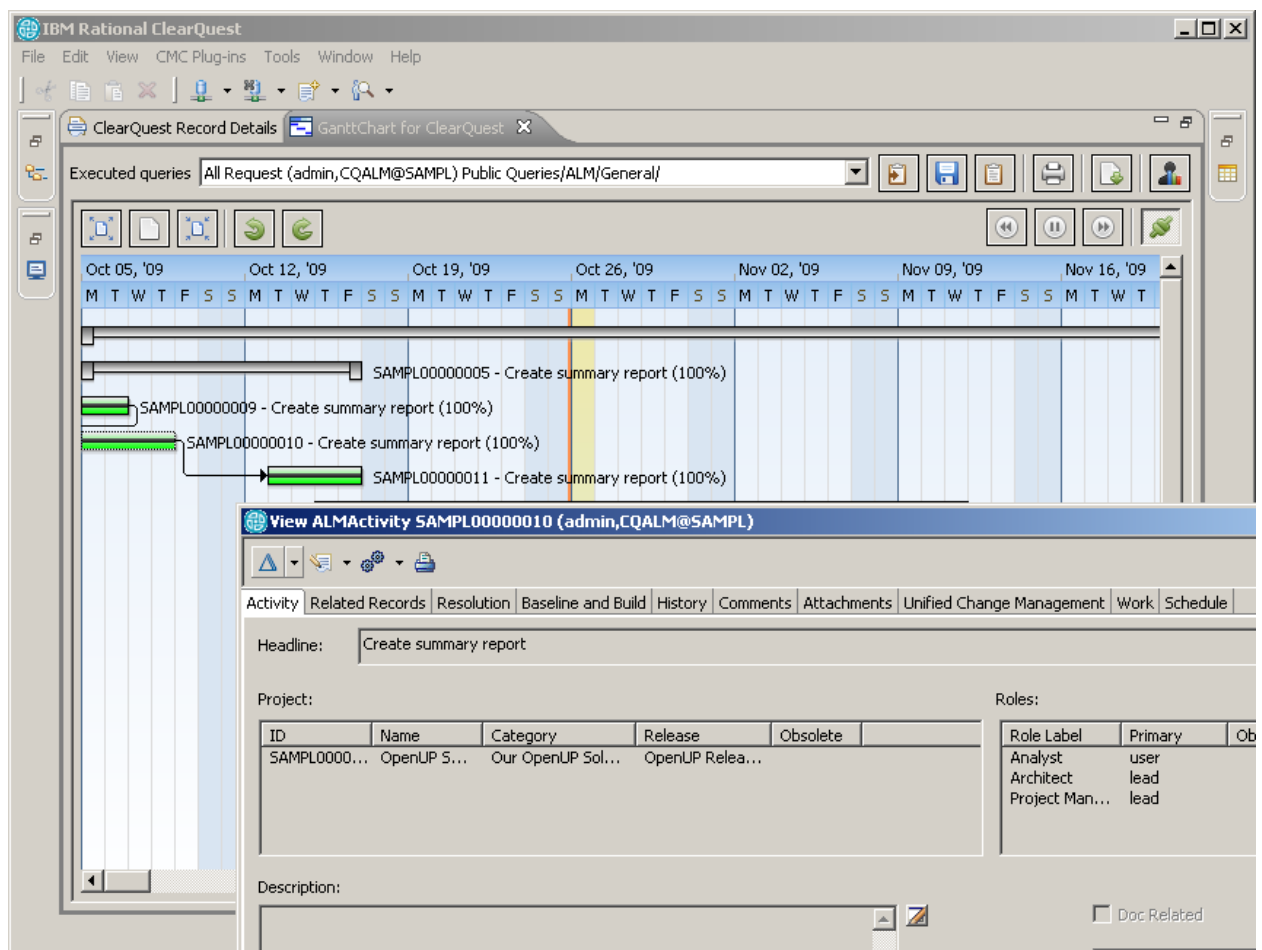 IBM Rational ClearQuest
File Edit View CMC Plug-ins Tools Window Help
ClearQuest Record Details GanttChart for ClearQuest
Executed queries All Request (admin,CQALM@SAMPL) Public Queries/ALM/General/
Oct 05, '09 Oct 12, '09 Oct 19, '09 Oct 26, '09 Nov 02, '09 Nov 09, '09 Nov 16, '09
M T W T F S S M T W T F S S M T W T F S S M T W T F S S M T W T F S S M T W T F S S M T W T
SAMPL00000005 - Create summary report (100%)
SAMPL00000009 - Create summary report (100%)
SAMPL00000010 - Create summary report (100%)
SAMPL00000011 - Create summary report (100%)
View ALMActivity SAMPL00000010 (admin,CQALM@SAMPL)
Activity Related Records Resolution Baseline and Build History Comments Attachments Unified Change Management Work Schedule
Headline: Create summary report
Project: Roles:
ID Name Category Release Obsolete Role Label Primary Ob
SAMPL0000... OpenUP S... Our OpenUP Sol... OpenUP Relea... Analyst user
Architect lead
Project Man... lead
Description:
Doc Related